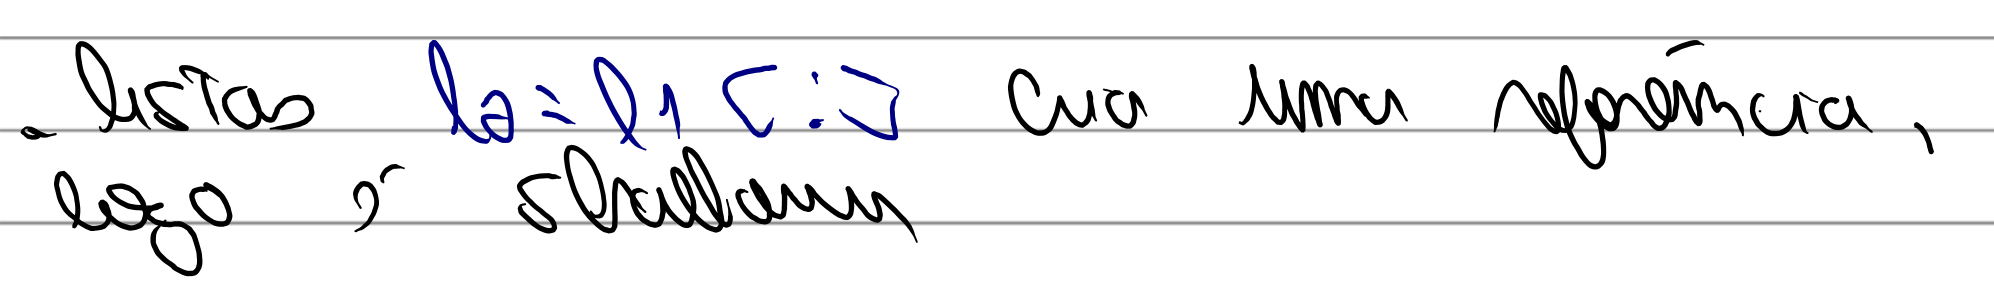 - listas l2 = l1[:] cria uma referência,
logo é shallow